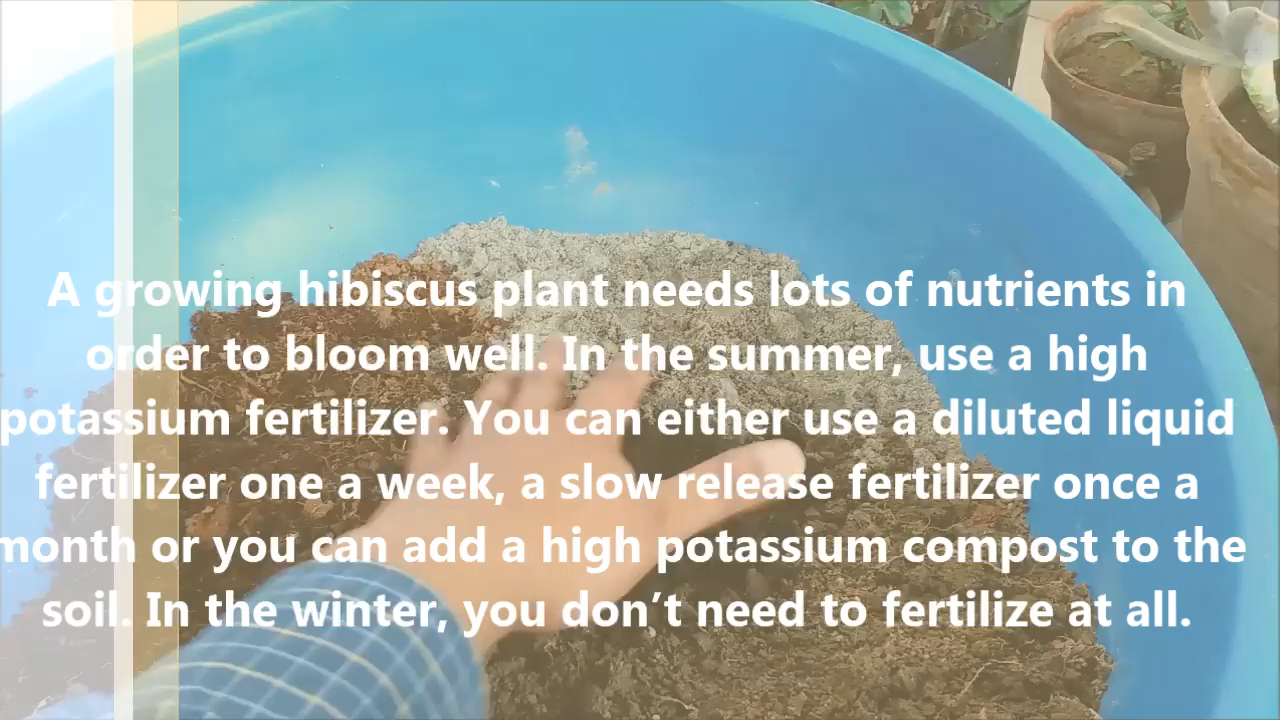 A growing hibiscus plant needs lots of nutrients in
order to bloom well. In the summer, use a high
potassium fertilizer. You can either use a diluted liquid
fertilizer one a week, a slow release fertilizer once a
month or you can add a high potassium compost to the
soil. In the winter, you don’t need to fertilize at all.